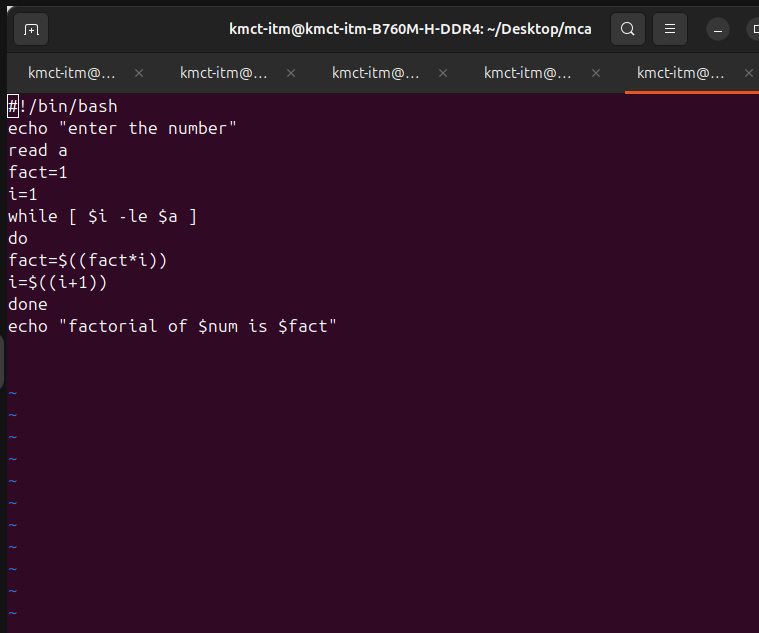 kmct-itm@kmct-itm-B760M-H-DDR4: ~/Desktop/mca
kmct-itm@... × kmct-itm@... × kmct-itm@... × kmct-itm@... × kmct-itm@... ×
#!/bin/bash
echo "enter the number"
read a
fact=1
i=1
while [ $i -le $a ]
do
fact=$((fact*i))
i=$((i+1))
done
echo "factorial of $num is $fact"
~
~
~
~
~
~
~
~
~
~
~